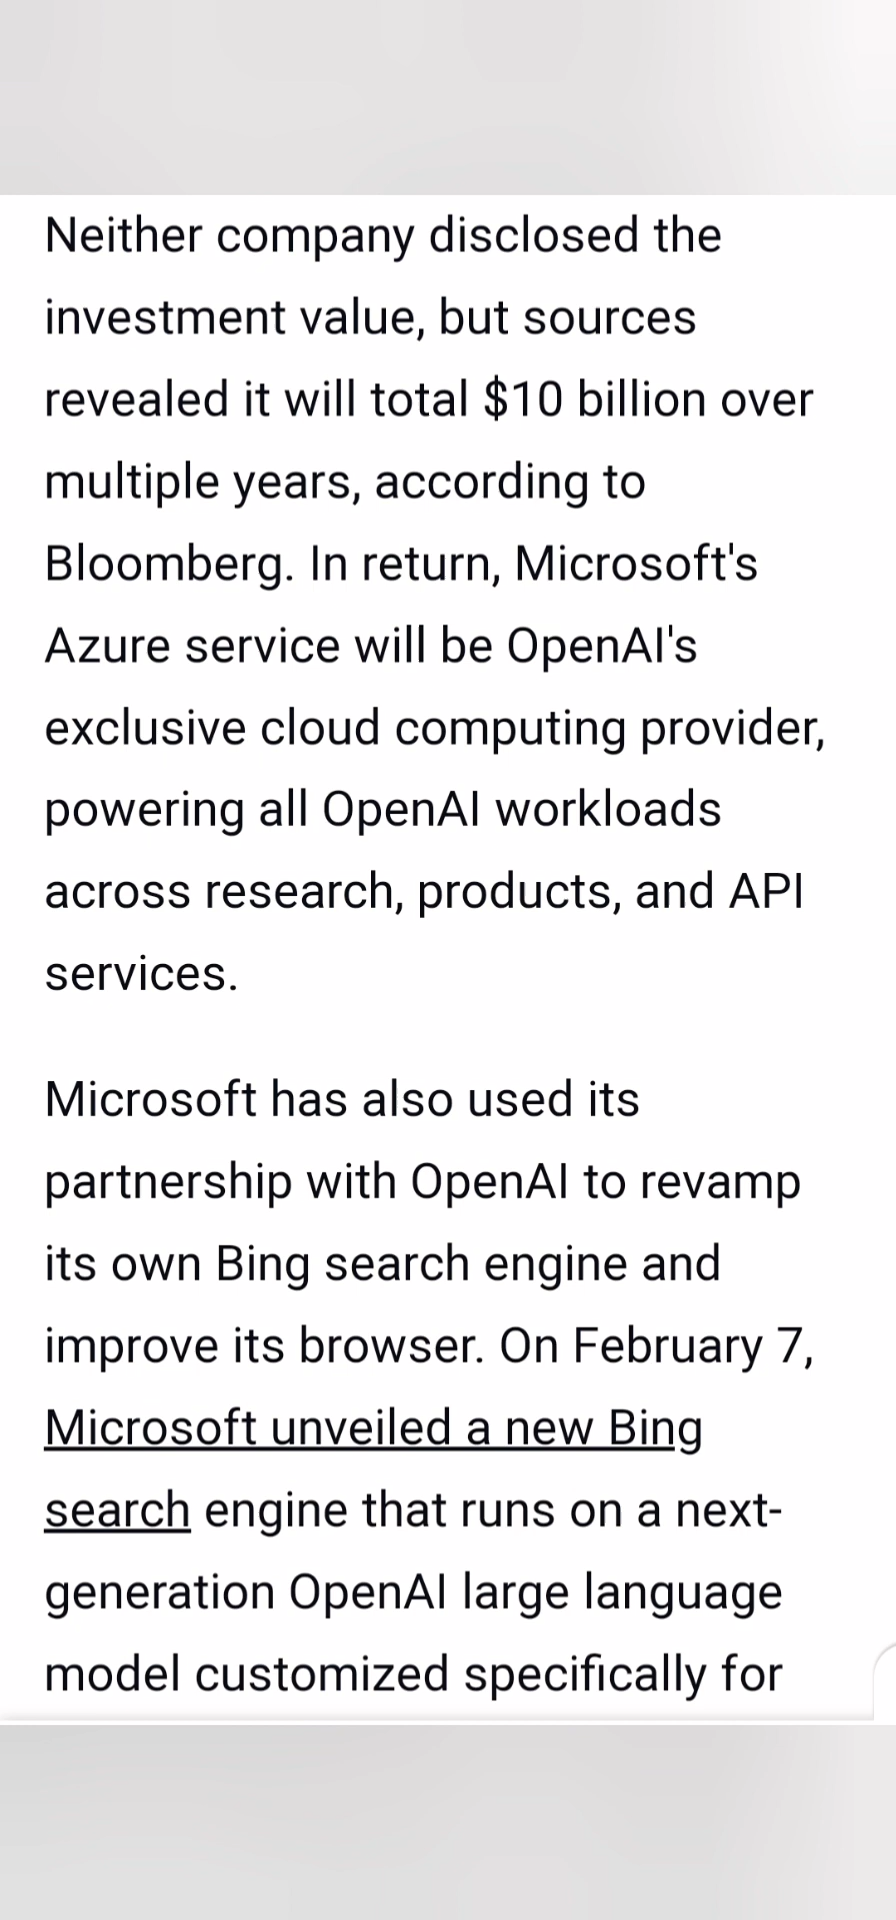 Neither company disclosed the
investment value, but sources
revealed it will total $10 billion over
multiple years, according to
Bloomberg. In return, Microsoft's
Azure service will be OpenAI's
exclusive cloud computing provider,
powering all OpenAI workloads
across research, products, and API
services.
Microsoft has also used its
partnership with OpenAI to revamp
its own Bing search engine and
improve its browser. On February 7,
Microsoft unveiled a new Bing
search engine that runs on a next-
generation OpenAI large language
model customized specifically for